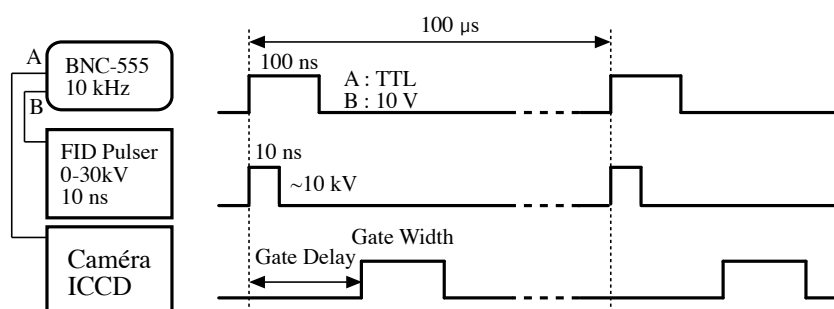 A
BNC-555
10 kHz
B
FID Pulser
0-30kV
10 ns
Caméra
ICCD
100 µs
100 ns
A : TTL
B : 10 V
10 ns
~10 kV
Gate Width
Gate Delay